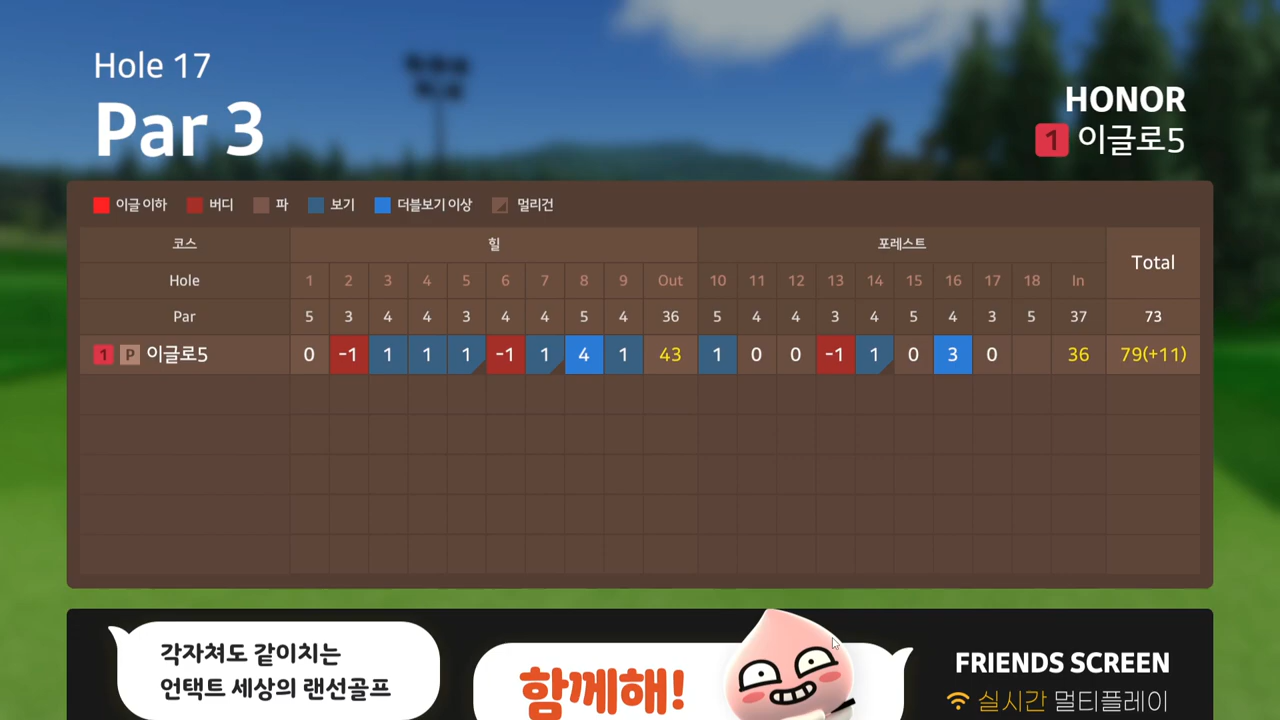 Hole 17
Par 3
HONOR
1 이글로5
이글 이하 버디 파 보기 더블보기 이상 멀리건
코스 힐 포레스트 Total
Hole 1 2 3 4 5 6 7 8 9 Out 10 11 12 13 14 15 16 17 18 In
Par 5 3 4 4 3 4 4 5 4 36 5 4 4 3 4 5 4 3 5 37 73
1 P 이글로5 0 -1 1 1 1 -1 1 4 1 43 1 0 0 -1 1 0 3 0 36 79(+11)
각자쳐도 같이치는
언택트 세상의 랜선골프
함께해!
FRIENDS SCREEN
실시간 멀티플레이